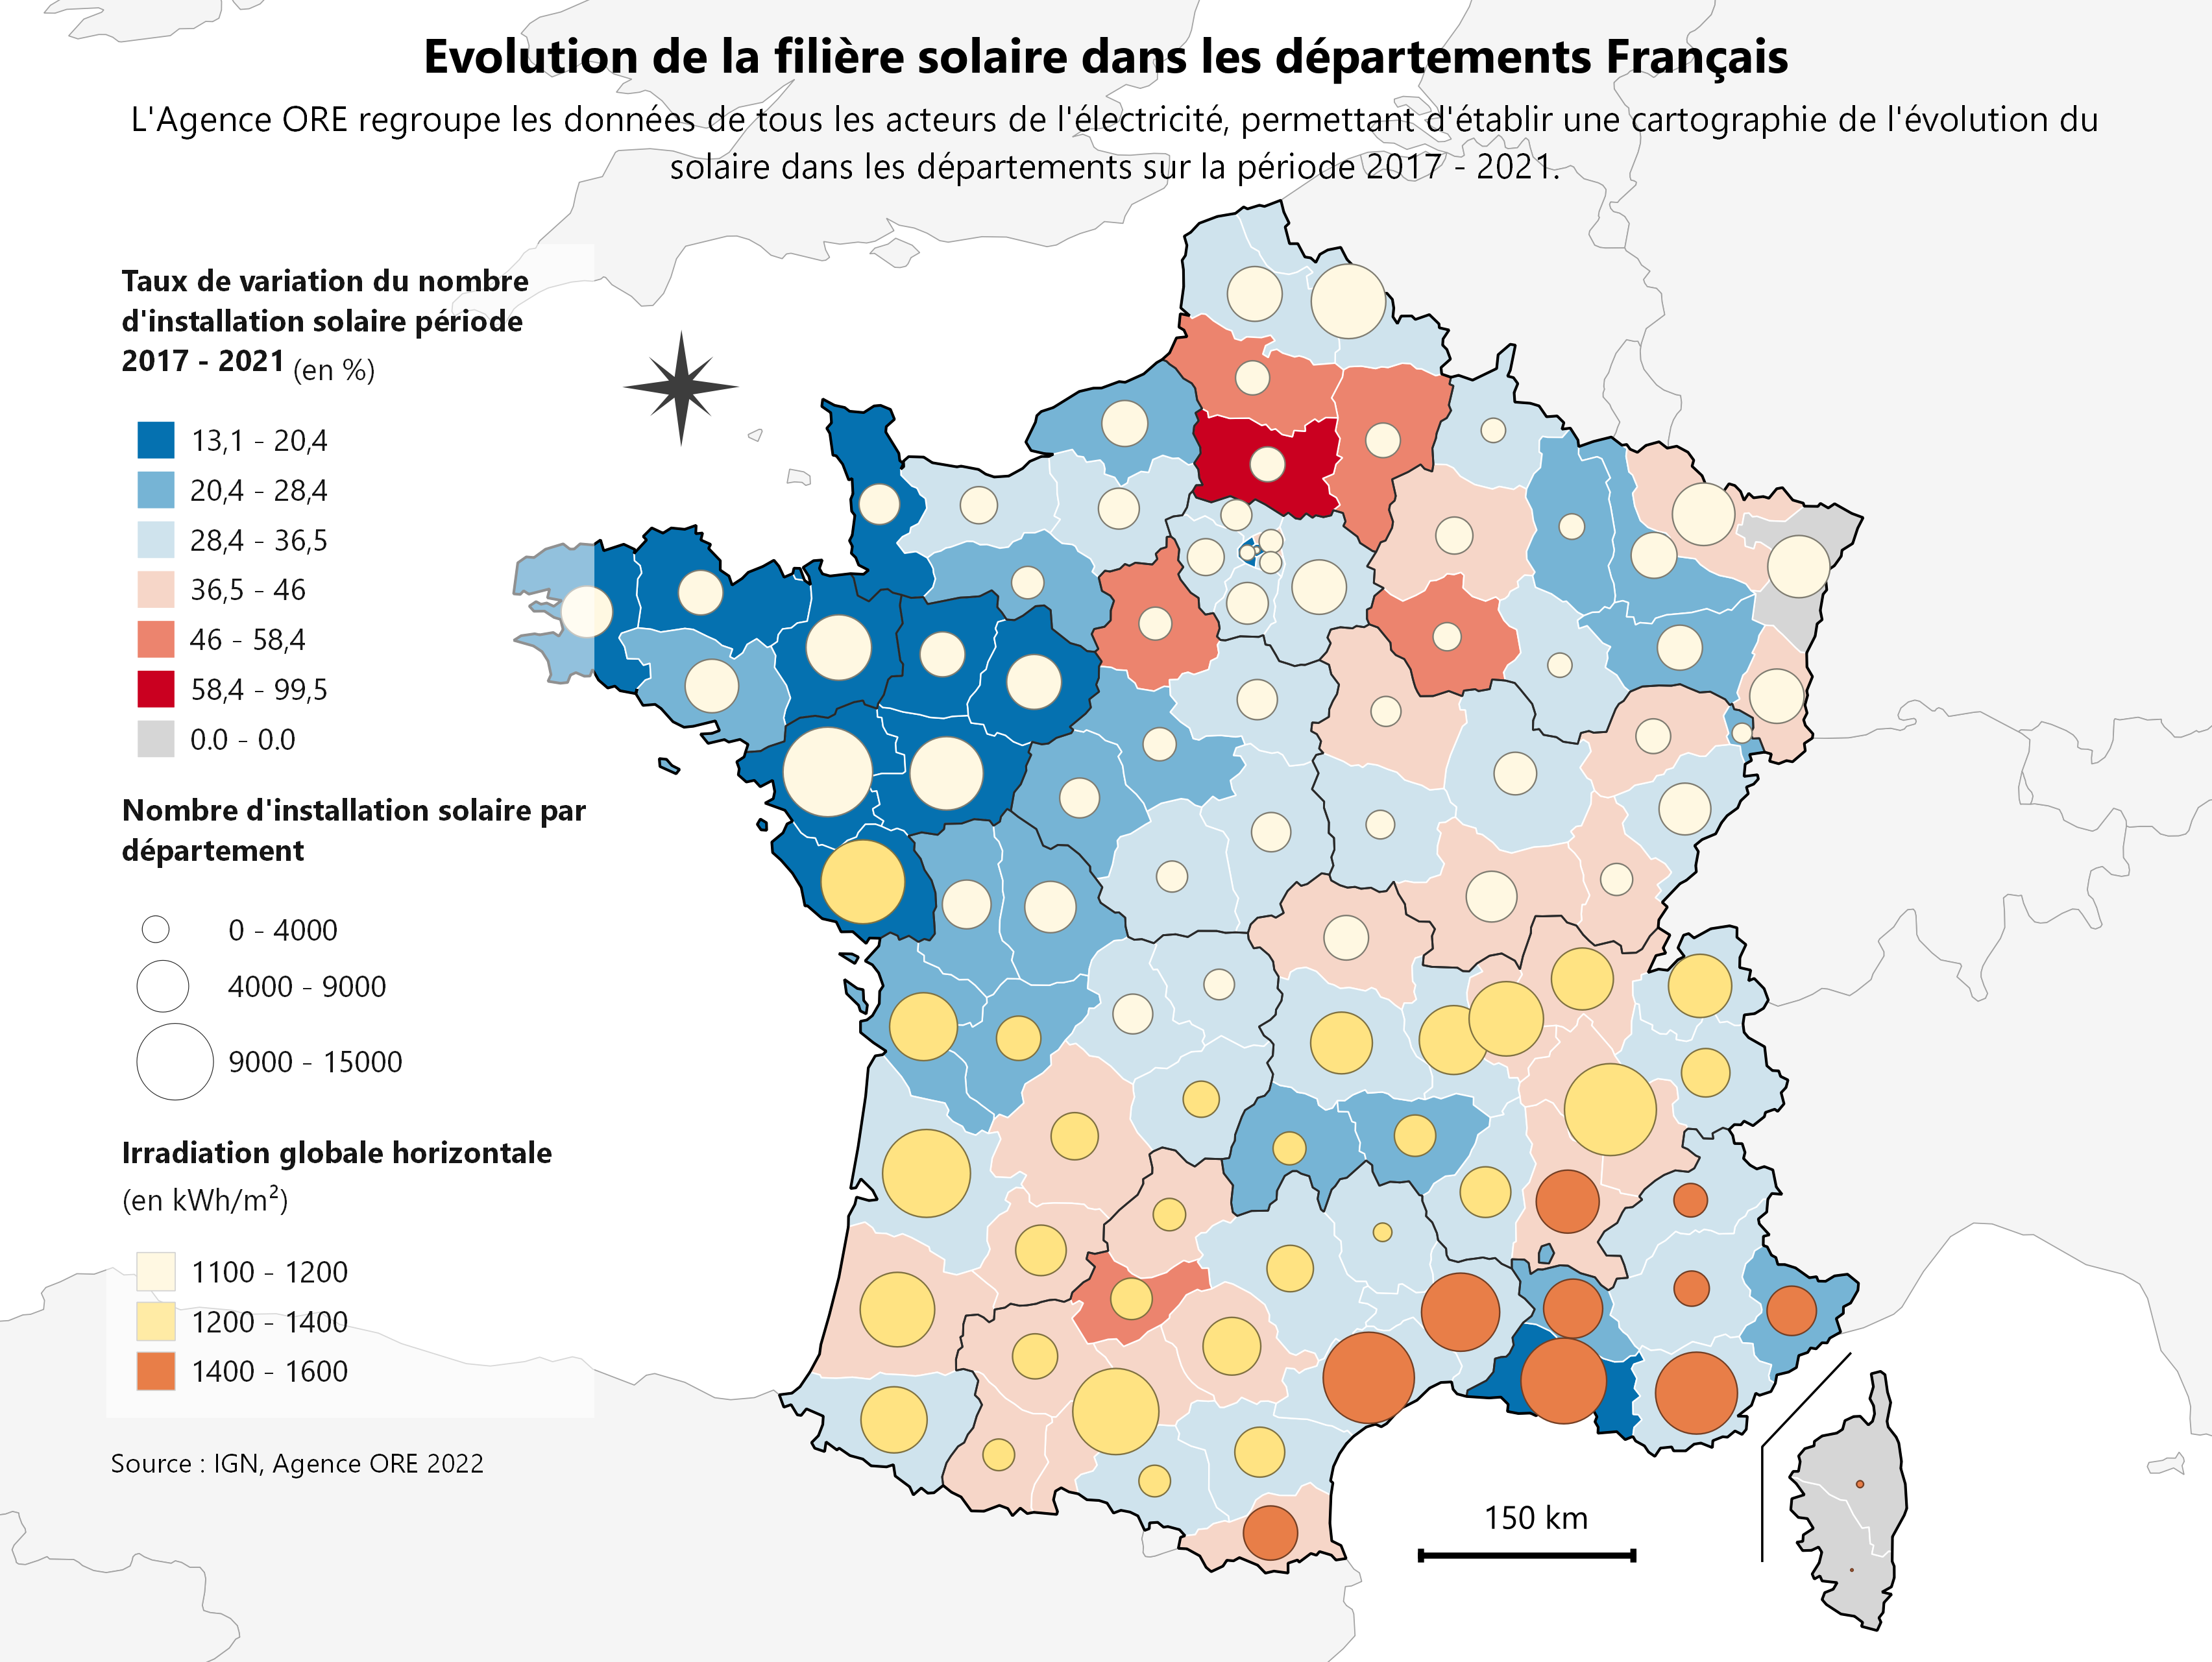 Evolution de la filière solaire dans les départements Français
L'Agence ORE regroupe les données de tous les acteurs de l'électricité, permettant d'établir une cartographie de l'évolution du
solaire dans les départements sur la période 2017 - 2021.
Taux de variation du nombre
d'installation solaire période
2017 - 2021 (en %)
13,1 - 20,4
20,4 - 28,4
28,4 - 36,5
36,5 - 46
46 - 58,4
58,4 - 99,5
0.0 - 0.0
Nombre d'installation solaire par
département
0 - 4000
4000 - 9000
9000 - 15000
Irradiation globale horizontale
(en kWh/m²)
1100 - 1200
1200 - 1400
1400 - 1600
Source : IGN, Agence ORE 2022
150 km